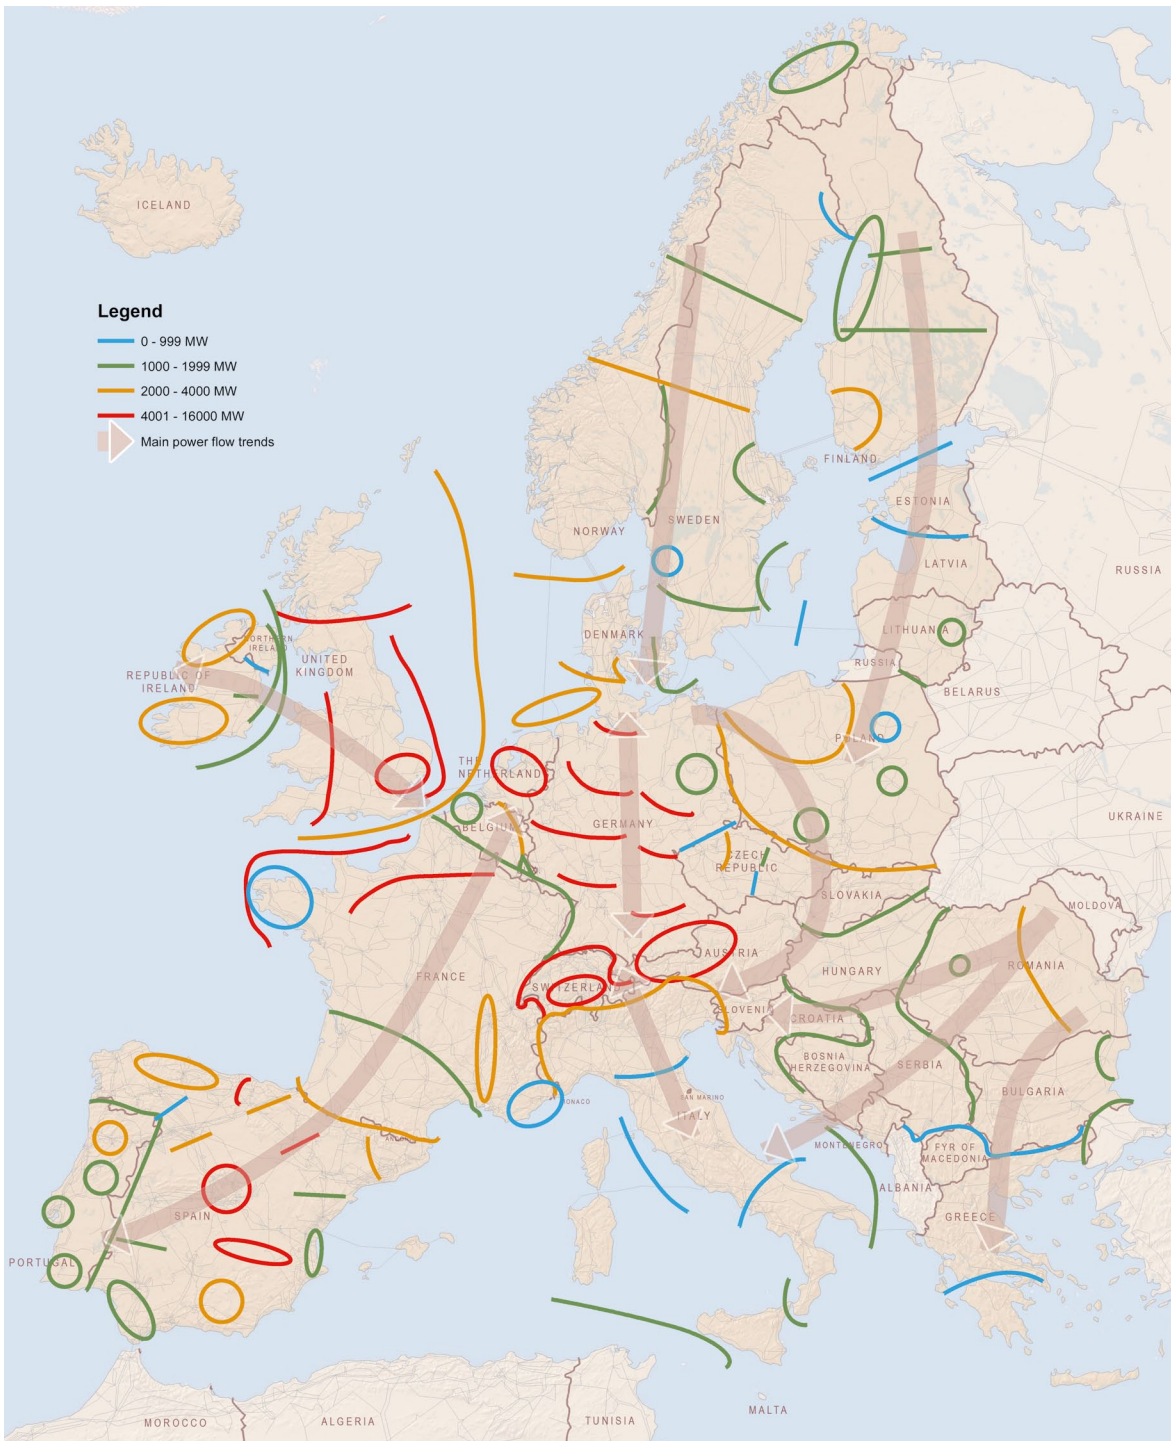 ICELAND
Legend
0 - 999 MW
1000 - 1999 MW
2000 - 4000 MW
4001 - 16000 MW
Main power flow trends
FINLAND
ESTONIA
NORWAY
SWEDEN
LATVIA
RUSSIA
DENMARK
LITHUANIA
NORTHERN
IRELAND
UNITED
KINGDOM
REPUBLIC OF
IRELAND
RUSSIA
BELARUS
POLAND
THE
NETHERLANDS
BELGIUM
GERMANY
UKRAINE
CZECH
REPUBLIC
SLOVAKIA
MOLDOVA
AUSTRIA
FRANCE
SWITZERLAND
HUNGARY
ROMANIA
SLOVENIA
CROATIA
BOSNIA
HERZEGOVINA
SERBIA
BULGARIA
MONACO
SAN MARINO
ITALY
MONTENEGRO
FYR OF
MACEDONIA
ALBANIA
SPAIN
GREECE
PORTUGAL
MALTA
MOROCCO
ALGERIA
TUNISIA